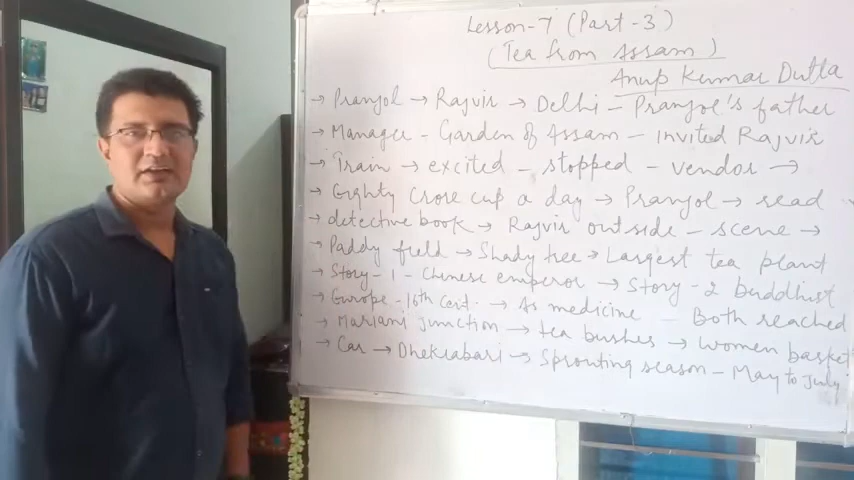 Lesson-7 (Part-3)
(Tea from Assam)
Anup Kumar Dutta
→ Pranjol → Rajvir → Delhi - Pranjol's father
→ Manager - Garden of Assam - invited Rajvir
→ Train → excited - stopped - vendor →
→ Eighty Crore cup a day → Pranjol → read
→ detective book → Rajvir outside - scene →
→ Paddy field → Shady tree → Largest tea plant
→ Story-1 - Chinese emperor → Story-2 buddhist
→ Europe - 16th Cent. → As medicine - Both reached
→ Mariani junction → tea bushes → women basket
→ Car → Dhekiabari → Sprouting season - May to July